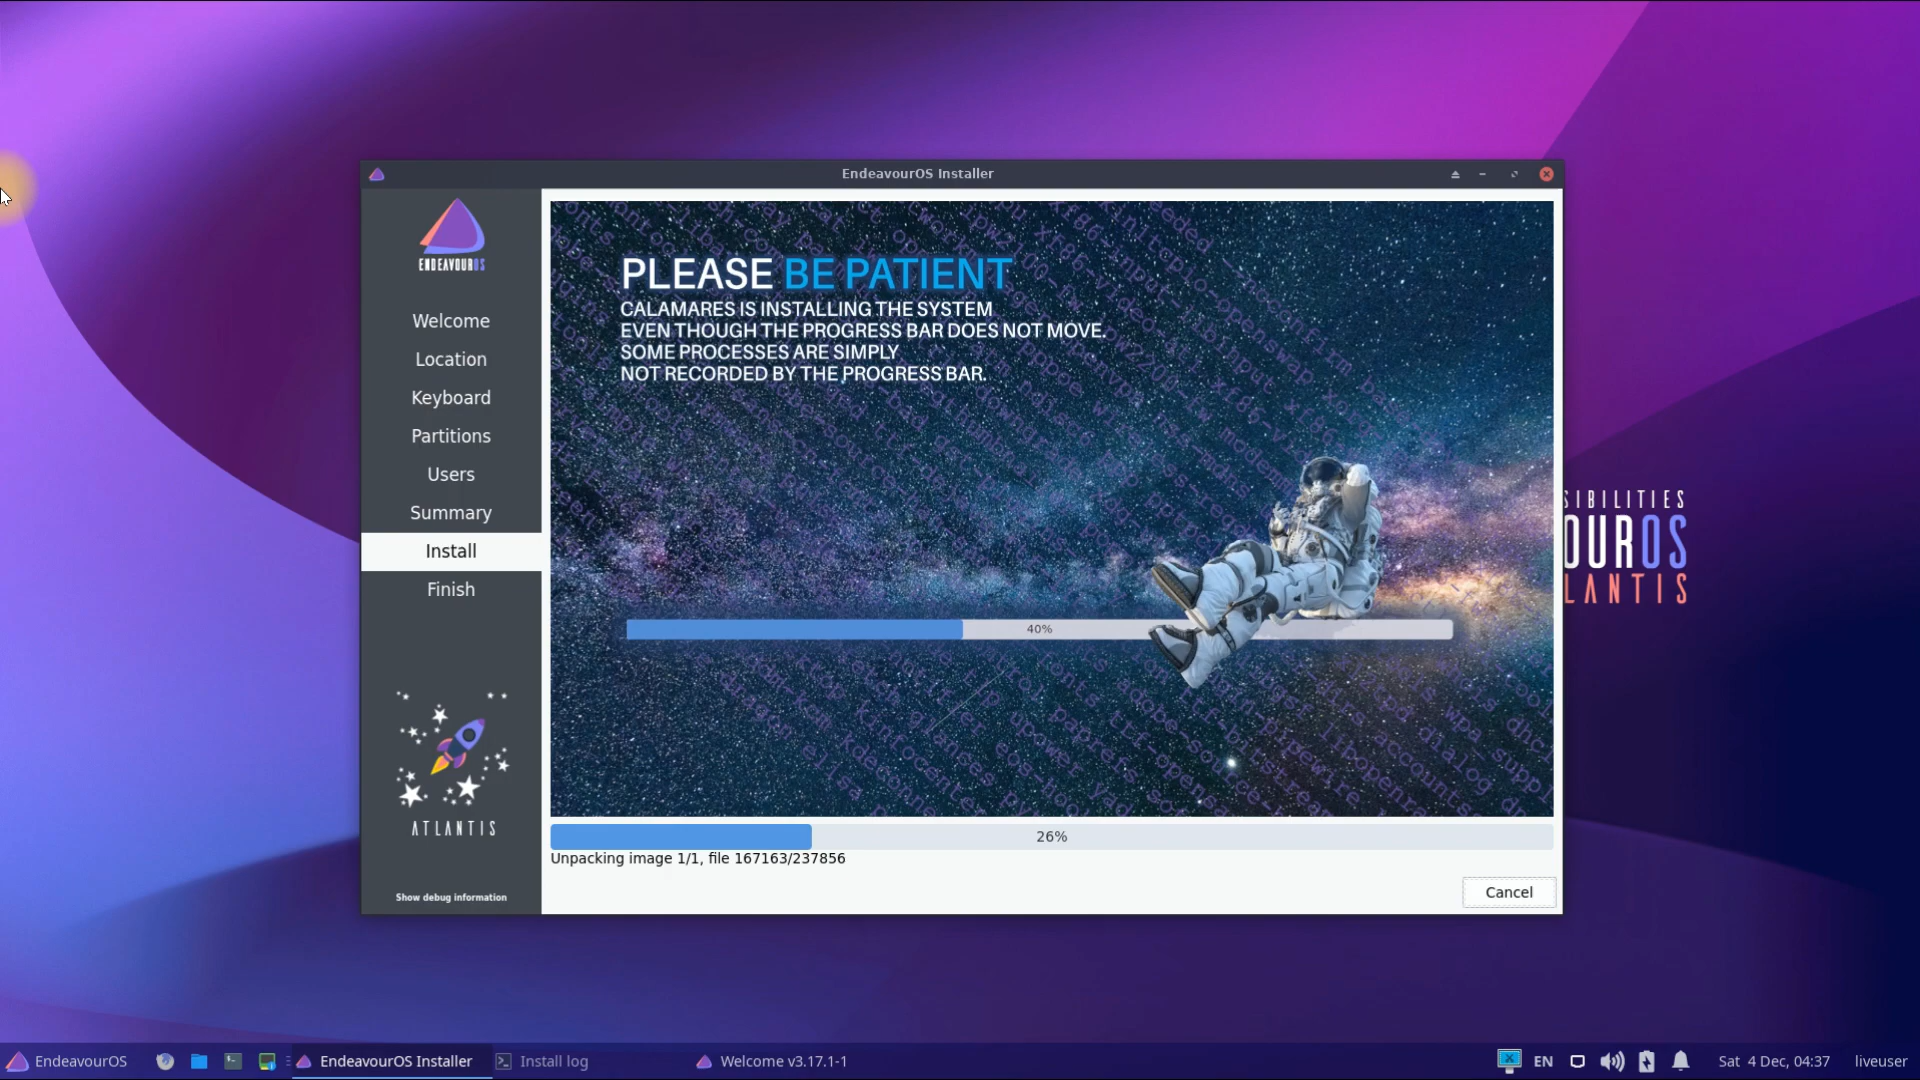 EndeavourOS Installer
ENDEAVOUROS
Welcome
Location
Keyboard
Partitions
Users
Summary
Install
Finish
ATLANTIS
Show debug information
PLEASE BE PATIENT
CALAMARES IS INSTALLING THE SYSTEM
EVEN THOUGH THE PROGRESS BAR DOES NOT MOVE.
SOME PROCESSES ARE SIMPLY
NOT RECORDED BY THE PROGRESS BAR.
40%
26%
Unpacking image 1/1, file 167163/237856
Cancel
SIBILITIES
OUROS
LANTIS
EndeavourOS
EndeavourOS Installer
Install log
Welcome v3.17.1-1
EN
Sat 4 Dec, 04:37
liveuser